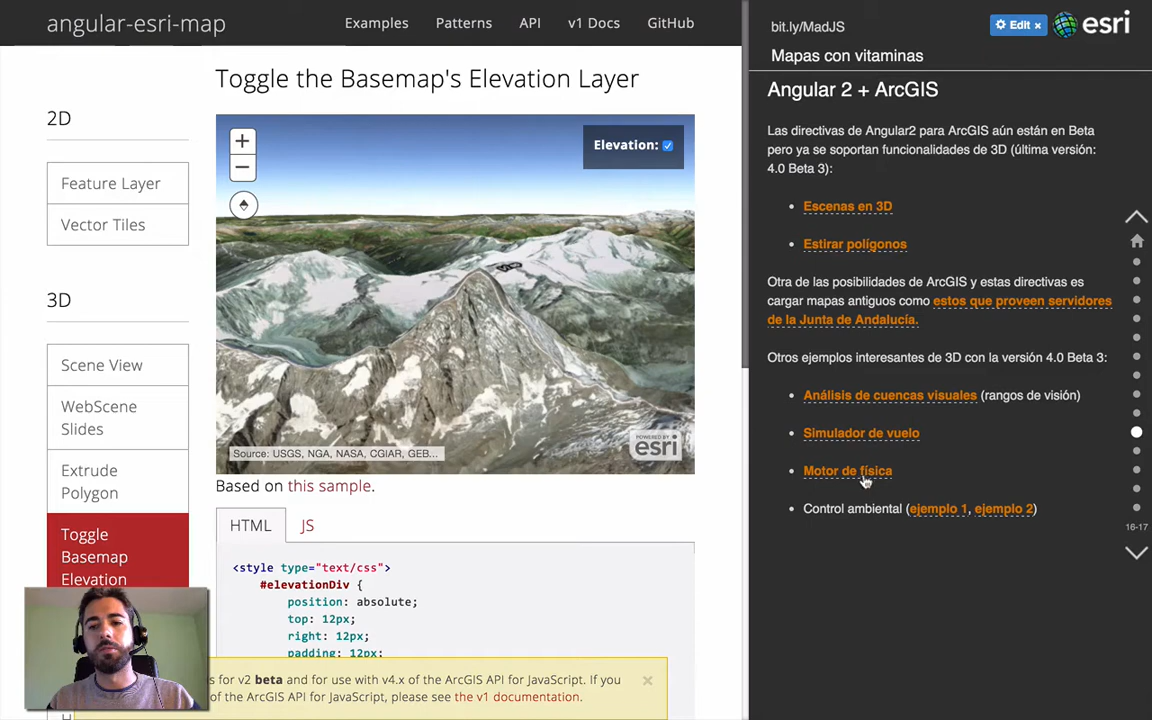 angular-esri-map
Examples
Patterns
API
v1 Docs
GitHub
2D
Feature Layer
Vector Tiles
3D
Scene View
WebScene
Slides
Extrude
Polygon
Toggle
Basemap
Elevation
Toggle the Basemap's Elevation Layer
+
−
Elevation:
Source: USGS, NGA, NASA, CGIAR, GEB...
POWERED BY
esri
Based on this sample.
HTML
JS
<style type="text/css">
#elevationDiv {
position: absolute;
top: 12px;
right: 12px;
padding: 12px;
s for v2 beta and for use with v4.x of the ArcGIS API for JavaScript. If you
of the ArcGIS API for JavaScript, please see the v1 documentation.
×
bit.ly/MadJS
Edit ×
esri
Mapas con vitaminas
Angular 2 + ArcGIS
Las directivas de Angular2 para ArcGIS aún están en Beta
pero ya se soportan funcionalidades de 3D (última versión:
4.0 Beta 3):
• Escenas en 3D
• Estirar polígonos
Otra de las posibilidades de ArcGIS y estas directivas es
cargar mapas antiguos como estos que proveen servidores
de la Junta de Andalucía.
Otros ejemplos interesantes de 3D con la versión 4.0 Beta 3:
• Análisis de cuencas visuales (rangos de visión)
• Simulador de vuelo
• Motor de física
• Control ambiental (ejemplo 1, ejemplo 2)
16-17